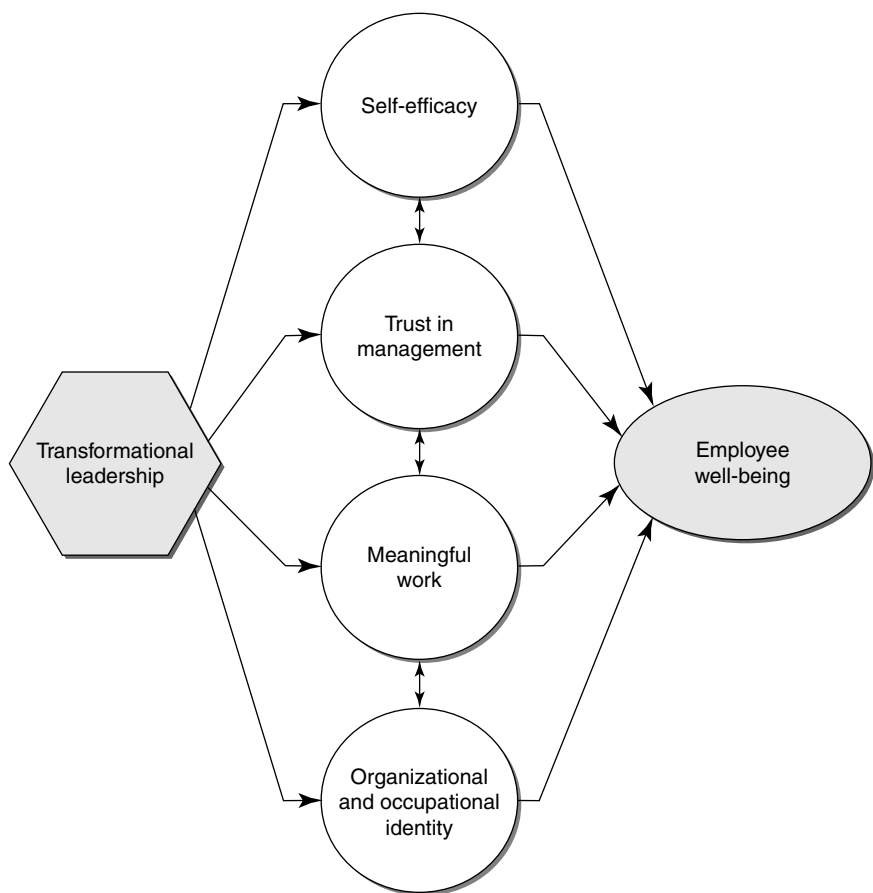 Self-efficacy
Trust in
management
Transformational
leadership
Employee
well-being
Meaningful
work
Organizational
and occupational
identity